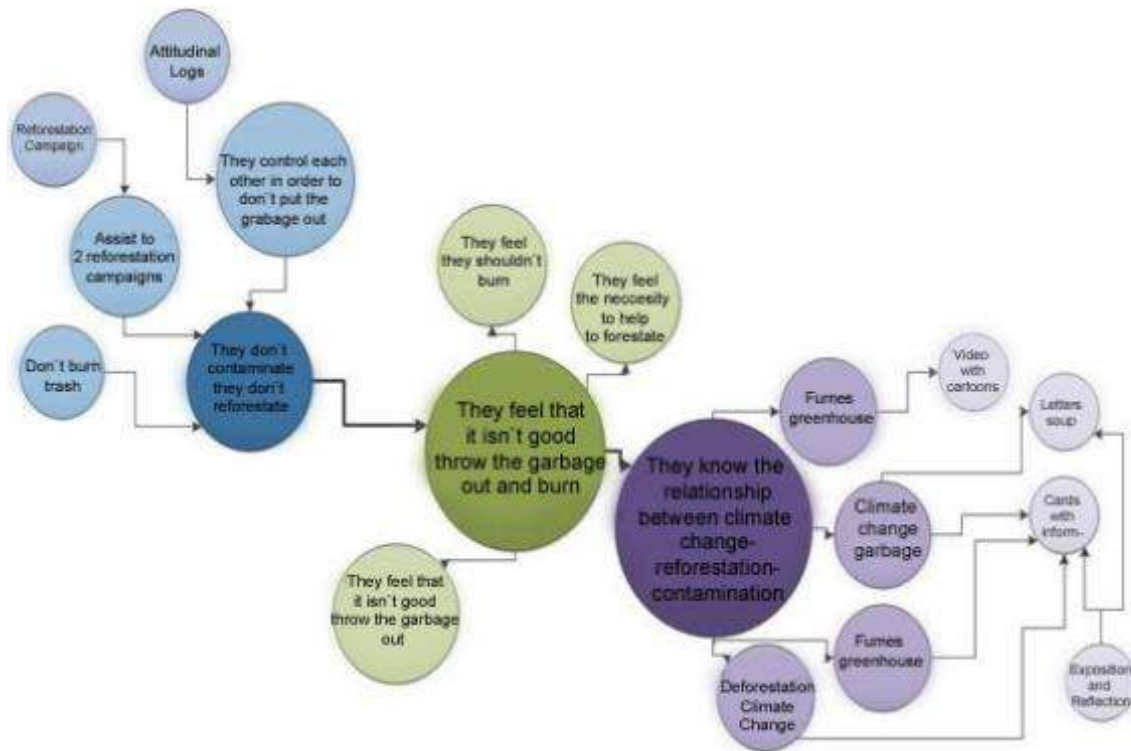 Attitudinal
Logs
Reforestation
Campaign
They control each
other in order to
don´t put the
grabage out
Assist to
2 reforestation
campaigns
Don´t burn
trash
They don´t
contaminate
they don´t
reforestate
They feel
they shouldn´t
burn
They feel
the neccesity
to help
to forestate
They feel that
it isn´t good
throw the garbage
out and burn
They feel that
it isn´t good
throw the garbage
out
They know the
relationship
between climate
change-
reforestation-
contamination
Fumes
greenhouse
Video
with
cartoons
Letters
soup
Climate
change
garbage
Cards
with
inform-
Fumes
greenhouse
Deforestation
Climate
Change
Exposition
and
Reflection